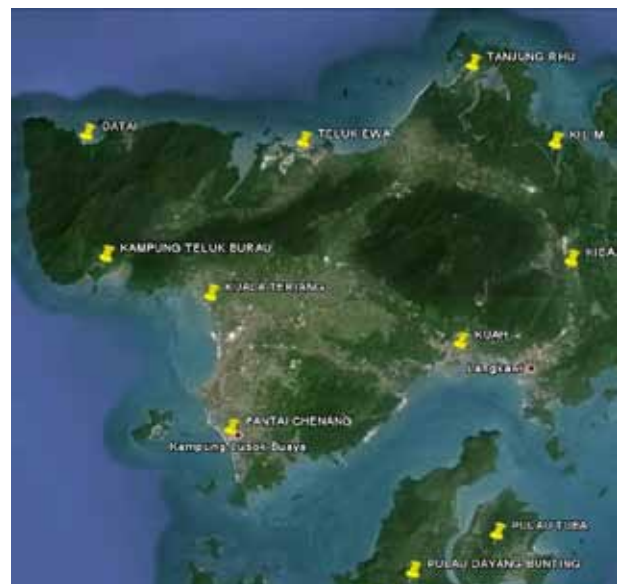 TANJUNG RHU
DATAI
TELUK EWA
KILIM
KAMPUNG TELUK BURAU
KUALA TERIANG
KUAH
Langkawi
PANTAI CHENANG
Kampung Lubok Buaya
PULAU TUBA
PULAU DAYANG BUNTING